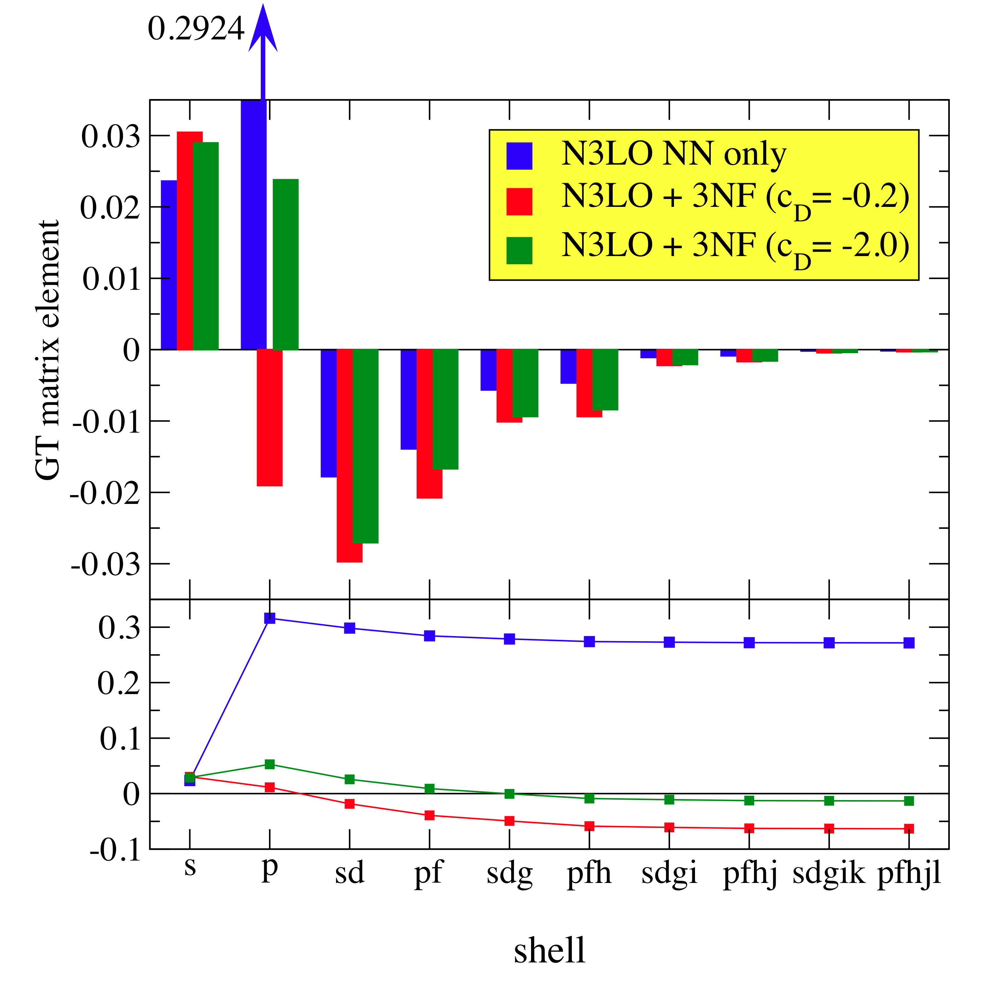 0.2924
0.03
0.02
0.01
0
-0.01
-0.02
-0.03
GT matrix element
N3LO NN only
N3LO + 3NF (c_D= -0.2)
N3LO + 3NF (c_D= -2.0)
0.3
0.2
0.1
0
-0.1
s p sd pf sdg pfh sdgi pfhj sdgik pfhjl
shell